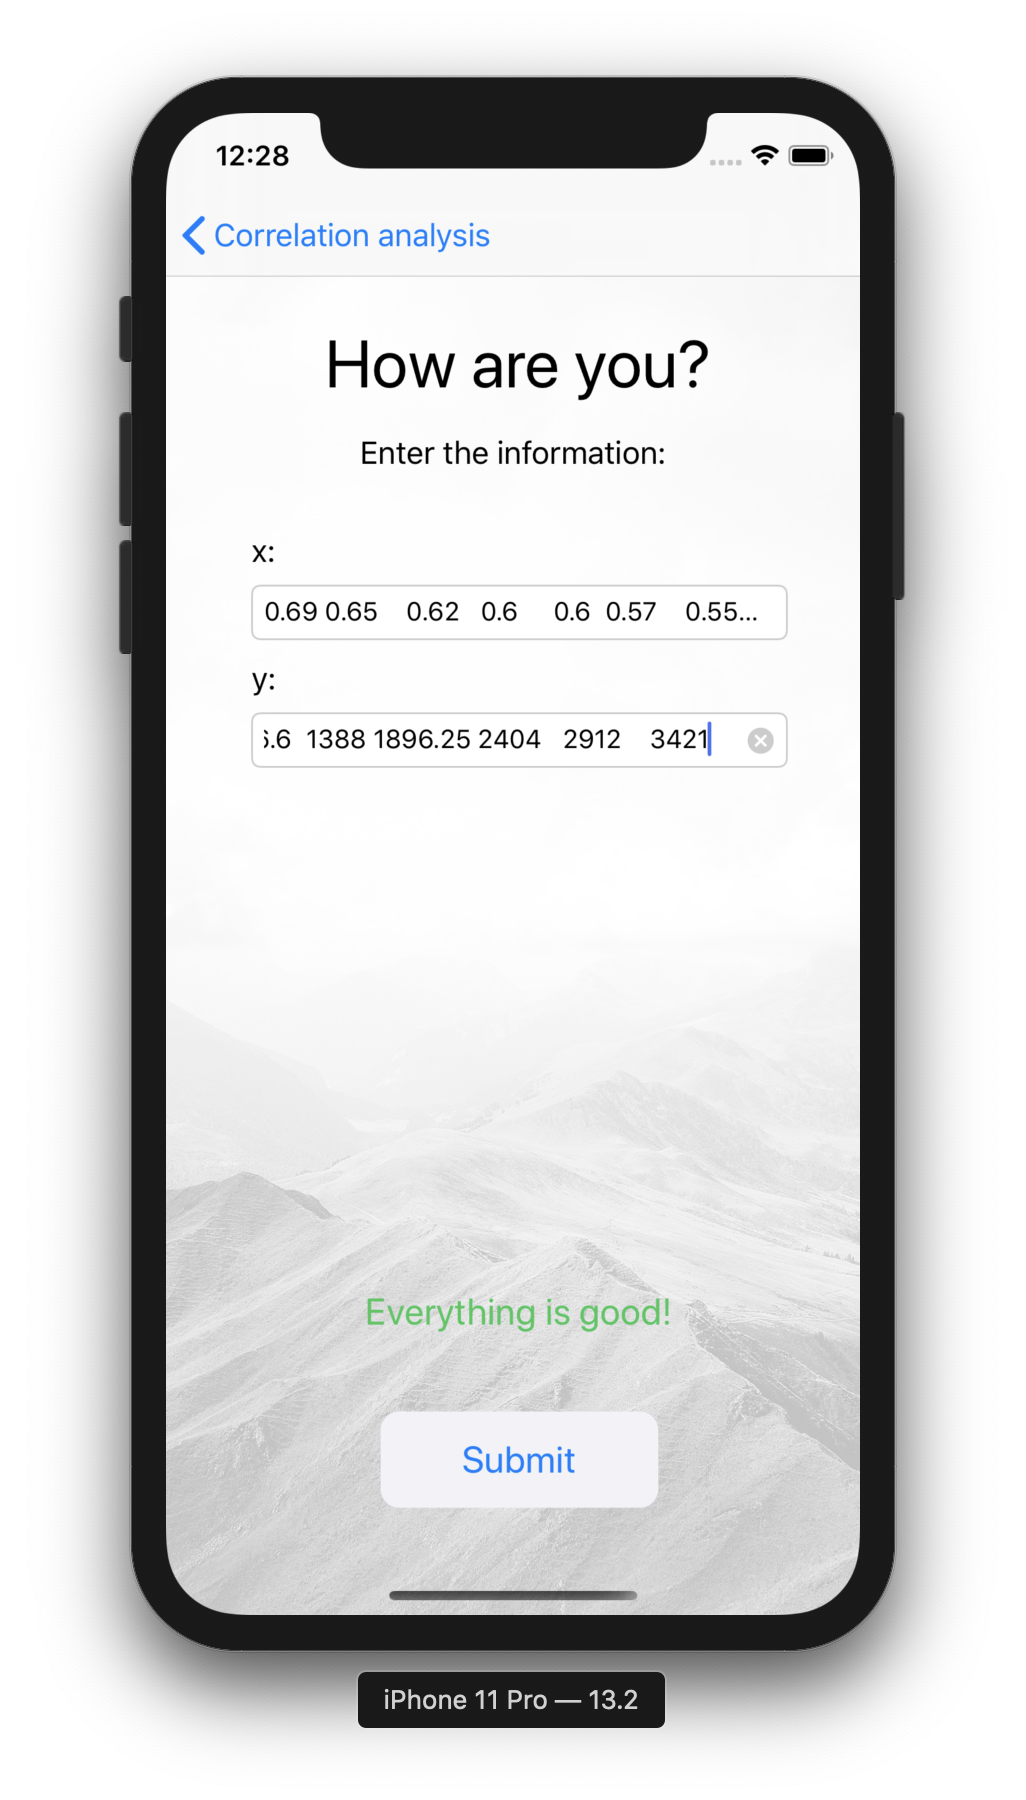 12:28
Correlation analysis
How are you?
Enter the information:
x:
0.69 0.65 0.62 0.6 0.6 0.57 0.55...
y:
.6 1388 1896.25 2404 2912 3421
Everything is good!
Submit
iPhone 11 Pro — 13.2